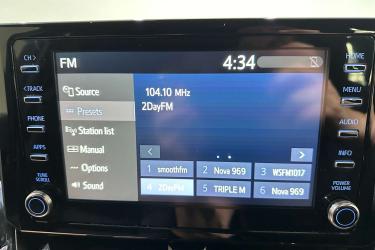 FM
4:34
CH >
< TRACK
PHONE
APPS
TUNE
SCROLL
Source
Presets
Station list
Manual
Options
Sound
104.10 MHz
2DayFM
<
>
1 smoothfm
2 Nova 969
3 WSFM1017
4 2DayFM
5 TRIPLE M
6 Nova 969
HOME
MENU
AUDIO
INFO
POWER
VOLUME